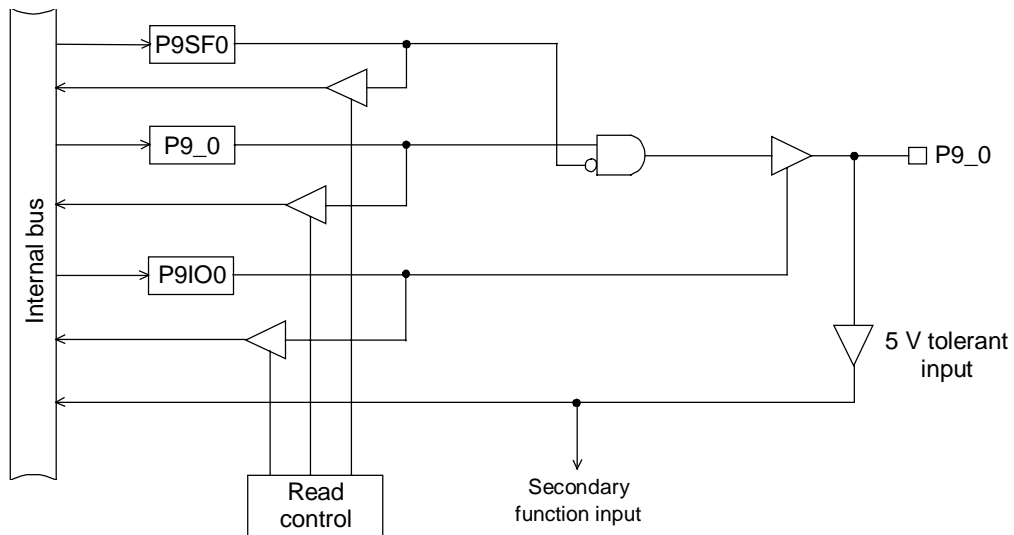 P9SF0
P9_0
P9_0
P9IO0
Internal bus
5 V tolerant
input
Read
control
Secondary
function input